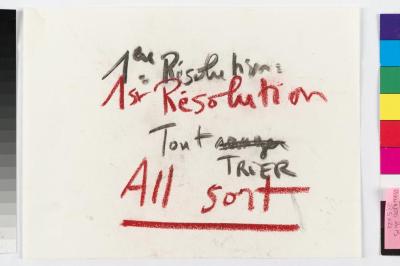 1ère Résolution:
1st Résolution
Tout
TRIER
All sort